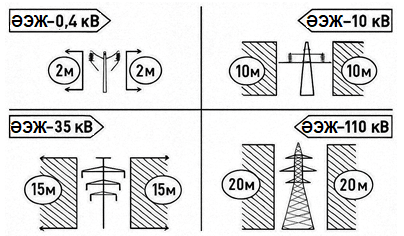 ӘЭЖ-0,4 кВ
ӘЭЖ-10 кВ
2м 2м
10м 10м
ӘЭЖ-35 кВ
ӘЭЖ-110 кВ
15м 15м
20м 20м